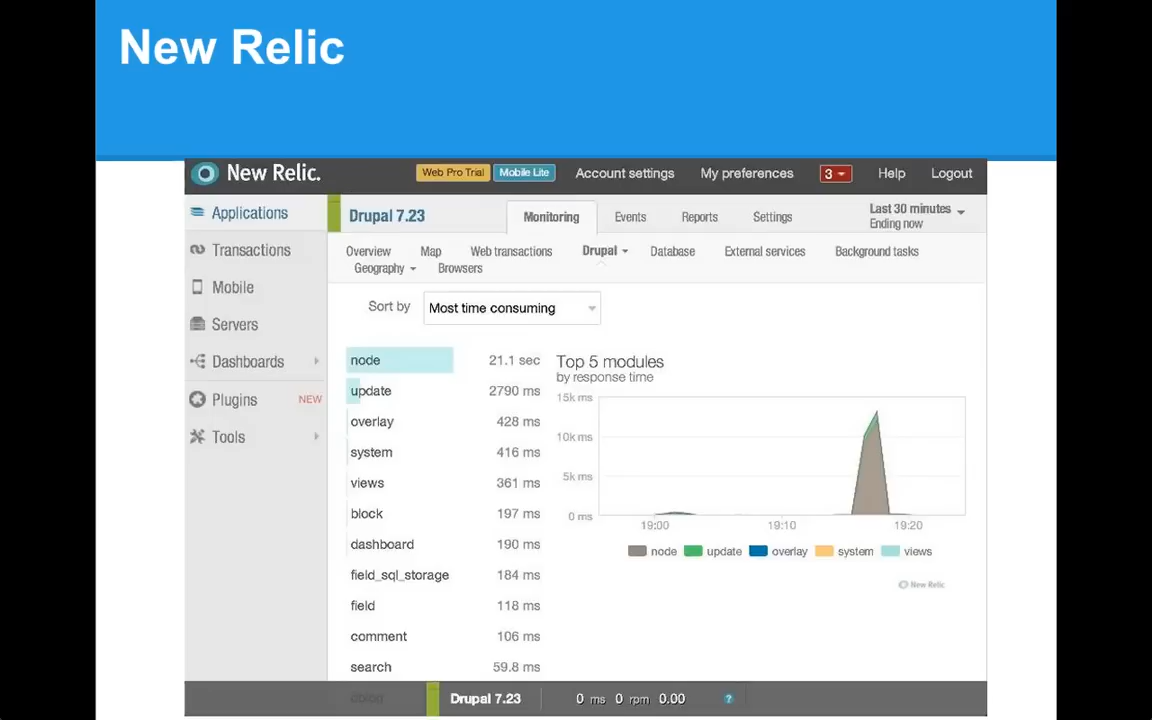 New Relic
New Relic.
Web Pro Trial
Mobile Lite
Account settings
My preferences
3
Help
Logout
Applications
Transactions
Mobile
Servers
Dashboards
Plugins NEW
Tools
Drupal 7.23
Monitoring
Events
Reports
Settings
Last 30 minutes
Ending now
Overview
Map
Web transactions
Drupal
Database
External services
Background tasks
Geography
Browsers
Sort by
Most time consuming
node 21.1 sec
update 2790 ms
overlay 428 ms
system 416 ms
views 361 ms
block 197 ms
dashboard 190 ms
field_sql_storage 184 ms
field 118 ms
comment 106 ms
search 59.8 ms
Top 5 modules
by response time
15k ms
10k ms
5k ms
0 ms
19:00 19:10 19:20
node update overlay system views
New Relic
Drupal 7.23
0 ms 0 rpm 0.00 ?